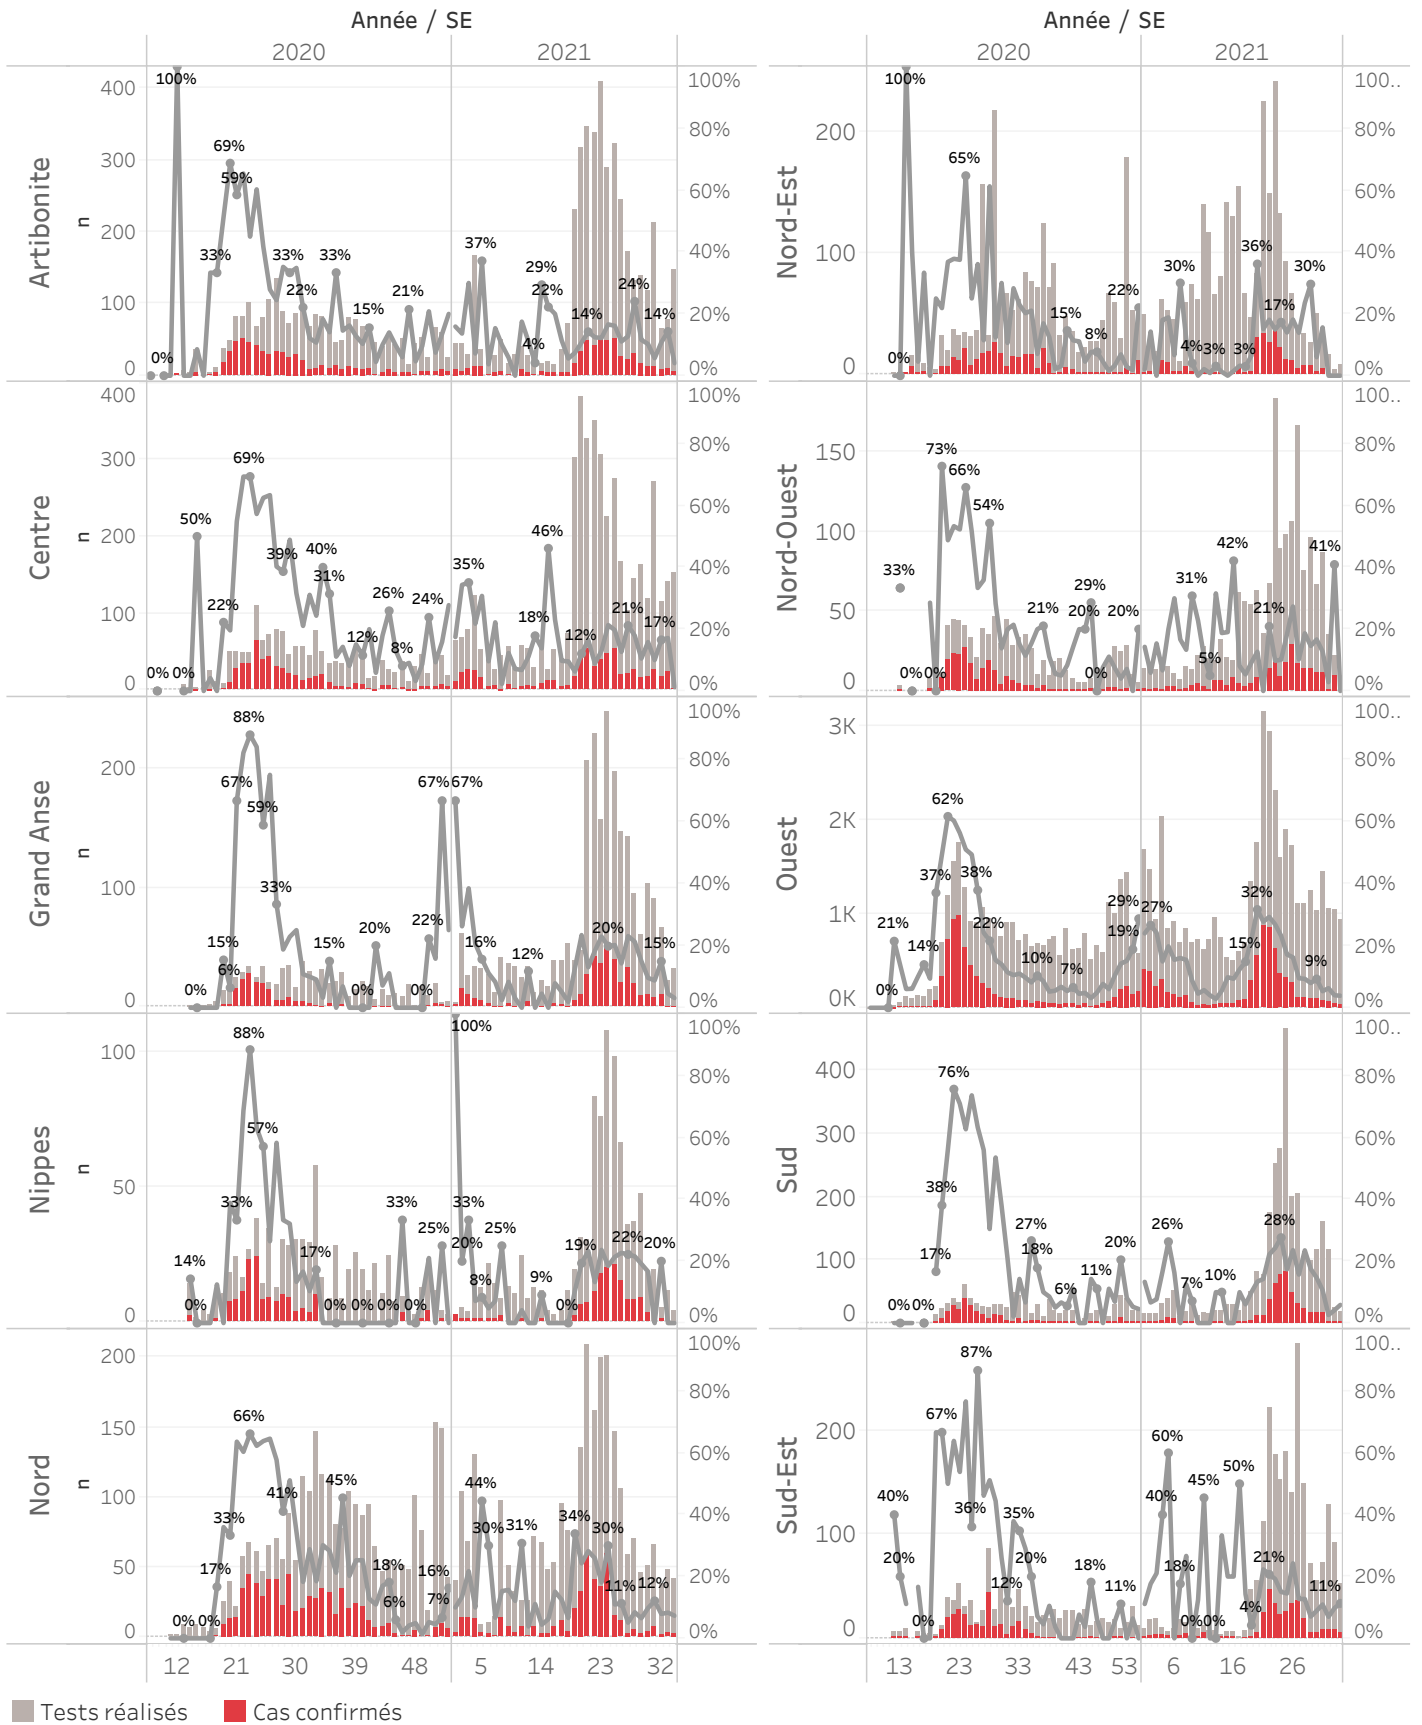 Année / SE
2020 2021
Artibonite
n
400
300
200
100
0
100%
80%
60%
40%
20%
0%
0% 100% 33% 69% 59% 33% 22% 33% 15% 21% 37% 4% 29% 22% 14% 24% 14%
Centre
n
400
300
200
100
0
100%
80%
60%
40%
20%
0%
0% 0% 50% 22% 69% 39% 40% 31% 12% 26% 8% 24% 35% 18% 46% 12% 21% 17%
Grand Anse
n
200
100
0
100%
80%
60%
40%
20%
0%
0% 15% 6% 67% 88% 59% 33% 15% 0% 20% 0% 22% 67% 67% 16% 12% 20% 15%
Nippes
n
100
50
0
100%
80%
60%
40%
20%
0%
14% 0% 33% 88% 57% 17% 0% 0% 0% 33% 0% 25% 100% 20% 33% 8% 25% 9% 0% 19% 22% 20%
Nord
n
200
150
100
50
0
100%
80%
60%
40%
20%
0%
0% 0% 17% 33% 66% 41% 45% 18% 6% 16% 7% 44% 30% 31% 34% 30% 11% 12%
12 21 30 39 48 5 14 23 32
Année / SE
2020 2021
Nord-Est
200
100
0
100..
80%
60%
40%
20%
0%
0% 100% 65% 15% 8% 22% 30% 4% 3% 3% 36% 17% 30%
Nord-Ouest
150
100
50
0
100..
80%
60%
40%
20%
0%
33% 0% 0% 73% 66% 54% 21% 20% 29% 0% 20% 31% 5% 42% 21% 41%
Ouest
3K
2K
1K
0K
100..
80%
60%
40%
20%
0%
0% 21% 14% 37% 62% 38% 22% 10% 7% 19% 29% 27% 15% 32% 9%
Sud
400
300
200
100
0
100..
80%
60%
40%
20%
0%
0% 0% 17% 38% 76% 27% 18% 6% 11% 20% 26% 7% 10% 28%
Sud-Est
200
100
0
100..
80%
60%
40%
20%
0%
40% 20% 0% 67% 36% 87% 12% 35% 20% 18% 11% 40% 60% 18% 0% 45% 0% 50% 4% 21% 11%
13 23 33 43 53 6 16 26
Tests réalisés Cas confirmés